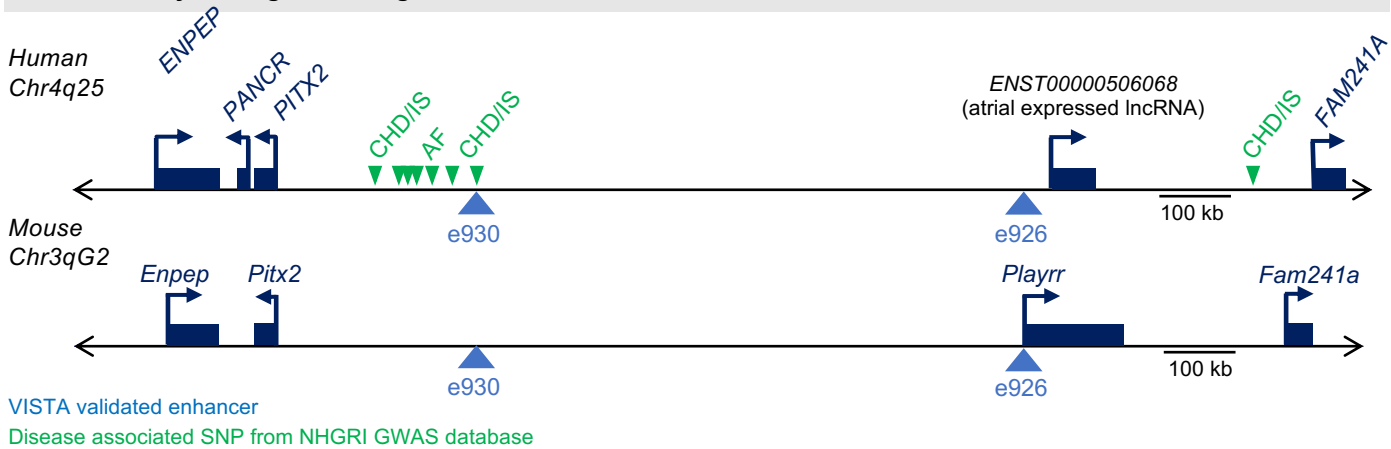 Human
Chr4q25
ENPEP
PANCR
PITX2
CHD/IS
AF
CHD/IS
ENST00000506068
(atrial expressed lncRNA)
CHD/IS
FAM241A
100 kb
e930
e926
Mouse
Chr3qG2
Enpep
Pitx2
Playrr
Fam241a
100 kb
e930
e926
VISTA validated enhancer
Disease associated SNP from NHGRI GWAS database